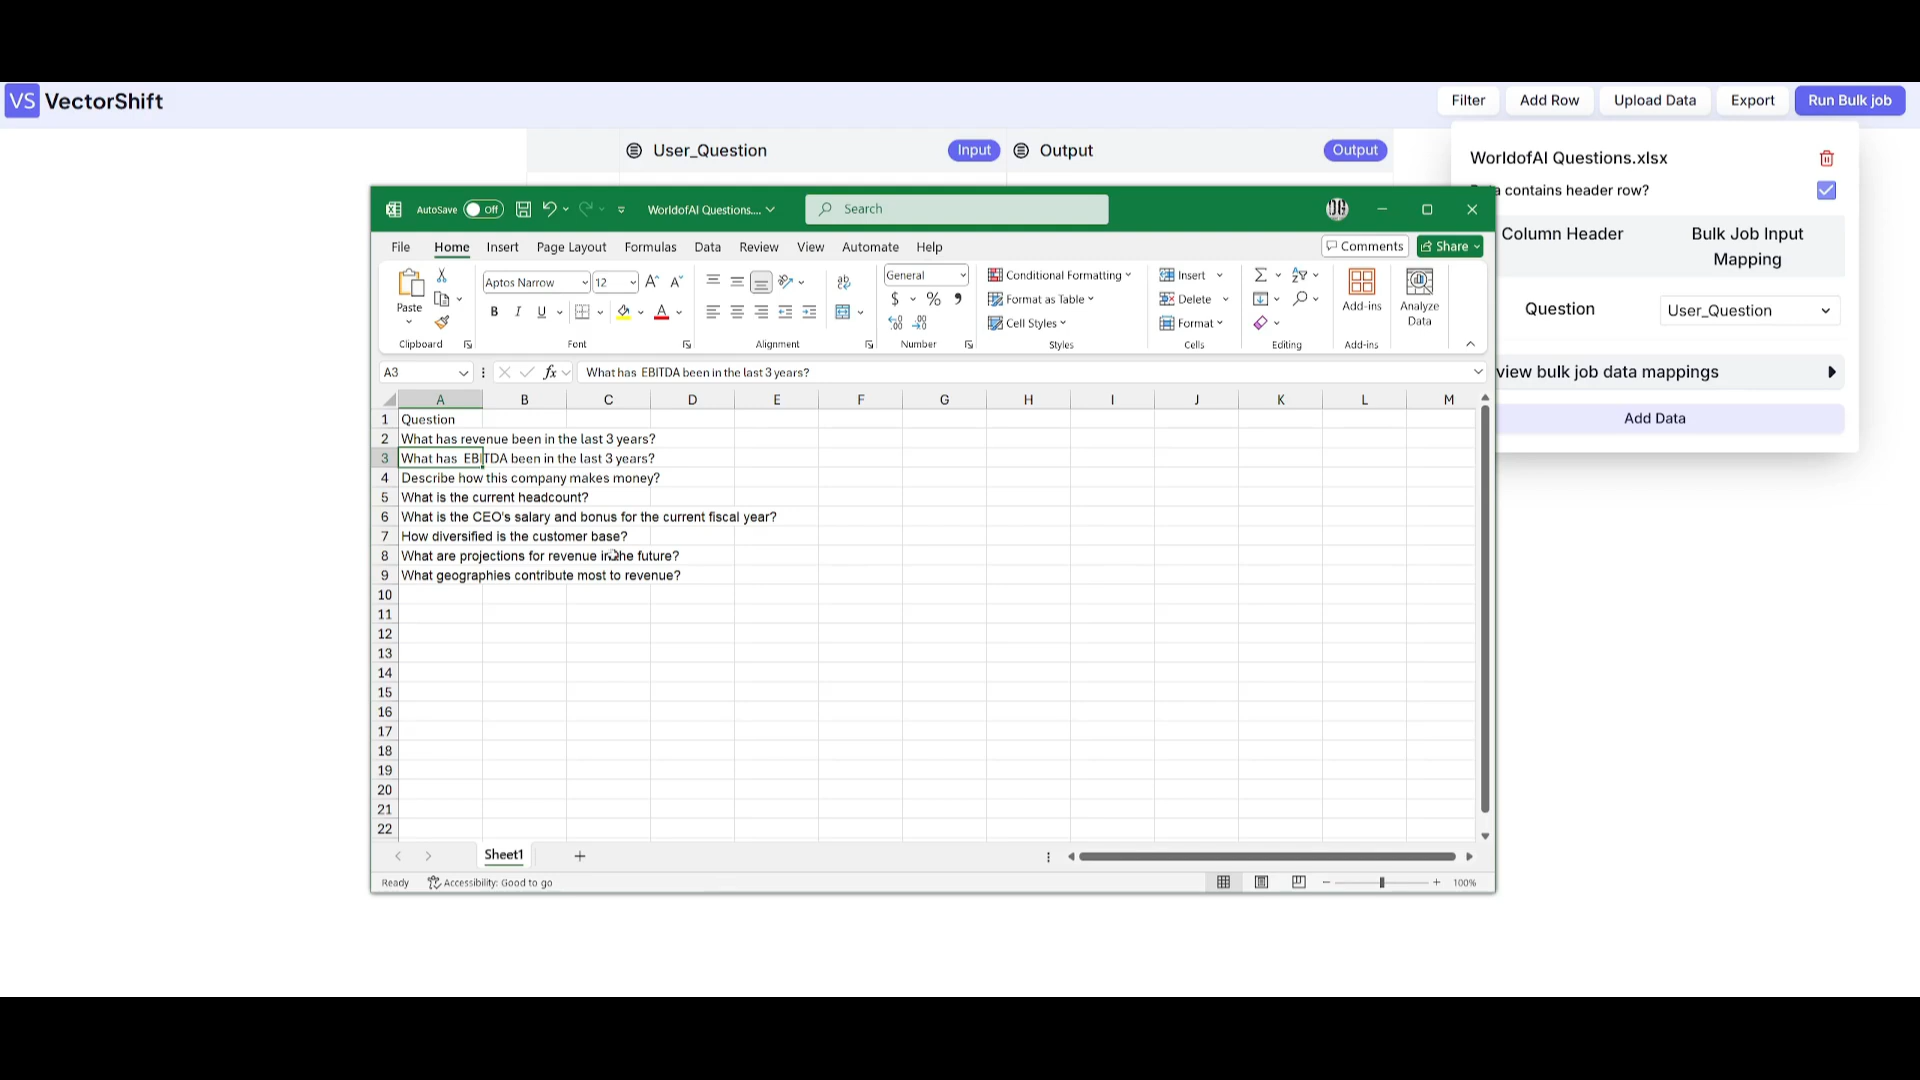 VS VectorShift
Filter
Add Row
Upload Data
Export
Run Bulk job
User_Question
Input
Output
Output
WorldofAI Questions.xlsx
a contains header row?
Column Header
Bulk Job Input
Mapping
Question
User_Question
view bulk job data mappings
Add Data
AutoSave Off
WorldofAI Questions....
Search
File
Home
Insert
Page Layout
Formulas
Data
Review
View
Automate
Help
Comments
Share
Paste
Clipboard
Aptos Narrow
12
B I U
Font
Alignment
General
$ % 9
Number
Conditional Formatting
Format as Table
Cell Styles
Styles
Insert
Delete
Format
Cells
Editing
Add-ins
Add-ins
Analyze
Data
A3
fx
What has  EBITDA been in the last 3 years?
A B C D E F G H I J K L M
1 Question
2 What has revenue been in the last 3 years?
3 What has  EBITDA been in the last 3 years?
4 Describe how this company makes money?
5 What is the current headcount?
6 What is the CEO's salary and bonus for the current fiscal year?
7 How diversified is the customer base?
8 What are projections for revenue in the future?
9 What geographies contribute most to revenue?
10
11
12
13
14
15
16
17
18
19
20
21
22
Sheet1
Ready
Accessibility: Good to go
100%